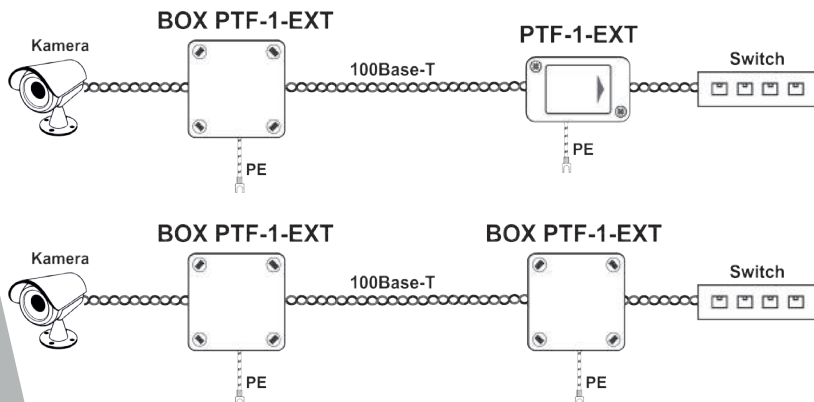 BOX PTF-1-EXT
PTF-1-EXT
Kamera
100Base-T
Switch
PE
PE
BOX PTF-1-EXT
BOX PTF-1-EXT
Kamera
100Base-T
Switch
PE
PE